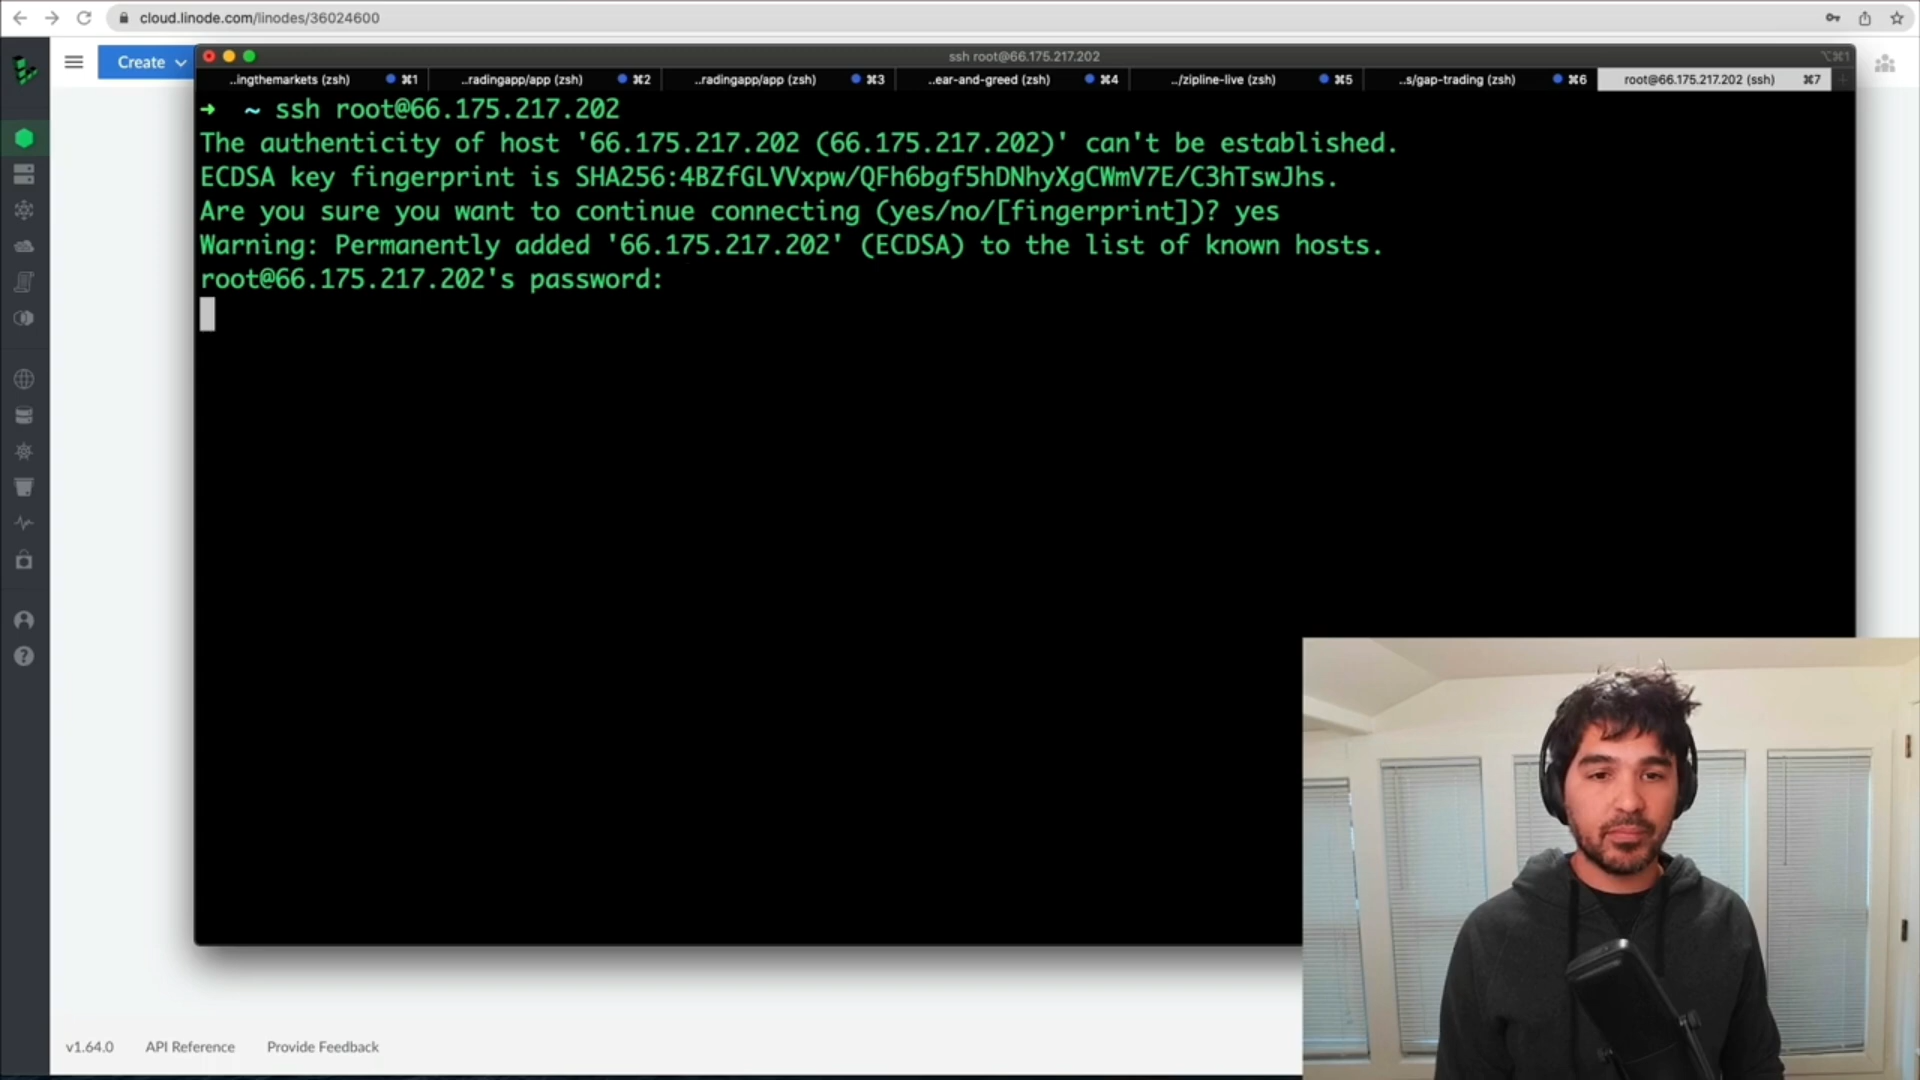 cloud.linode.com/linodes/36024600
Create
ssh root@66.175.217.202
⌥⌘1
..ingthemarkets (zsh) ⌘1
..radingapp/app (zsh) ⌘2
..radingapp/app (zsh) ⌘3
..ear-and-greed (zsh) ⌘4
../zipline-live (zsh) ⌘5
..s/gap-trading (zsh) ⌘6
root@66.175.217.202 (ssh) ⌘7
→ ~ ssh root@66.175.217.202
The authenticity of host '66.175.217.202 (66.175.217.202)' can't be established.
ECDSA key fingerprint is SHA256:4BZfGLVVxpw/QFh6bgf5hDNhyXgCWmV7E/C3hTswJhs.
Are you sure you want to continue connecting (yes/no/[fingerprint])? yes
Warning: Permanently added '66.175.217.202' (ECDSA) to the list of known hosts.
root@66.175.217.202's password:
v1.64.0 API Reference Provide Feedback